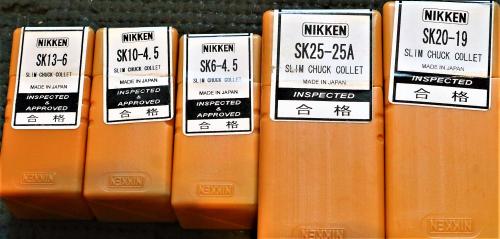 NIKKEN
SK13-6
SLIM CHUCK COLLET
MADE IN JAPAN
INSPECTED
&
APPROVED
合格
NIKKEN
NIKKEN
SK10-4.5
SLIM CHUCK COLLET
MADE IN JAPAN
INSPECTED
&
APPROVED
合格
NIKKEN
NIKKEN
SK6-4.5
SLIM CHUCK COLLET
MADE IN JAPAN
INSPECTED
&
APPROVED
合格
NIKKEN
NIKKEN
SK25-25A
SLIM CHUCK COLLET
MADE IN JAPAN
INSPECTED
合格
NIKKEN
NIKKEN
SK20-19
SLIM CHUCK COLLET
MADE IN JAPAN
INSPECTED
合格
NIKKEN